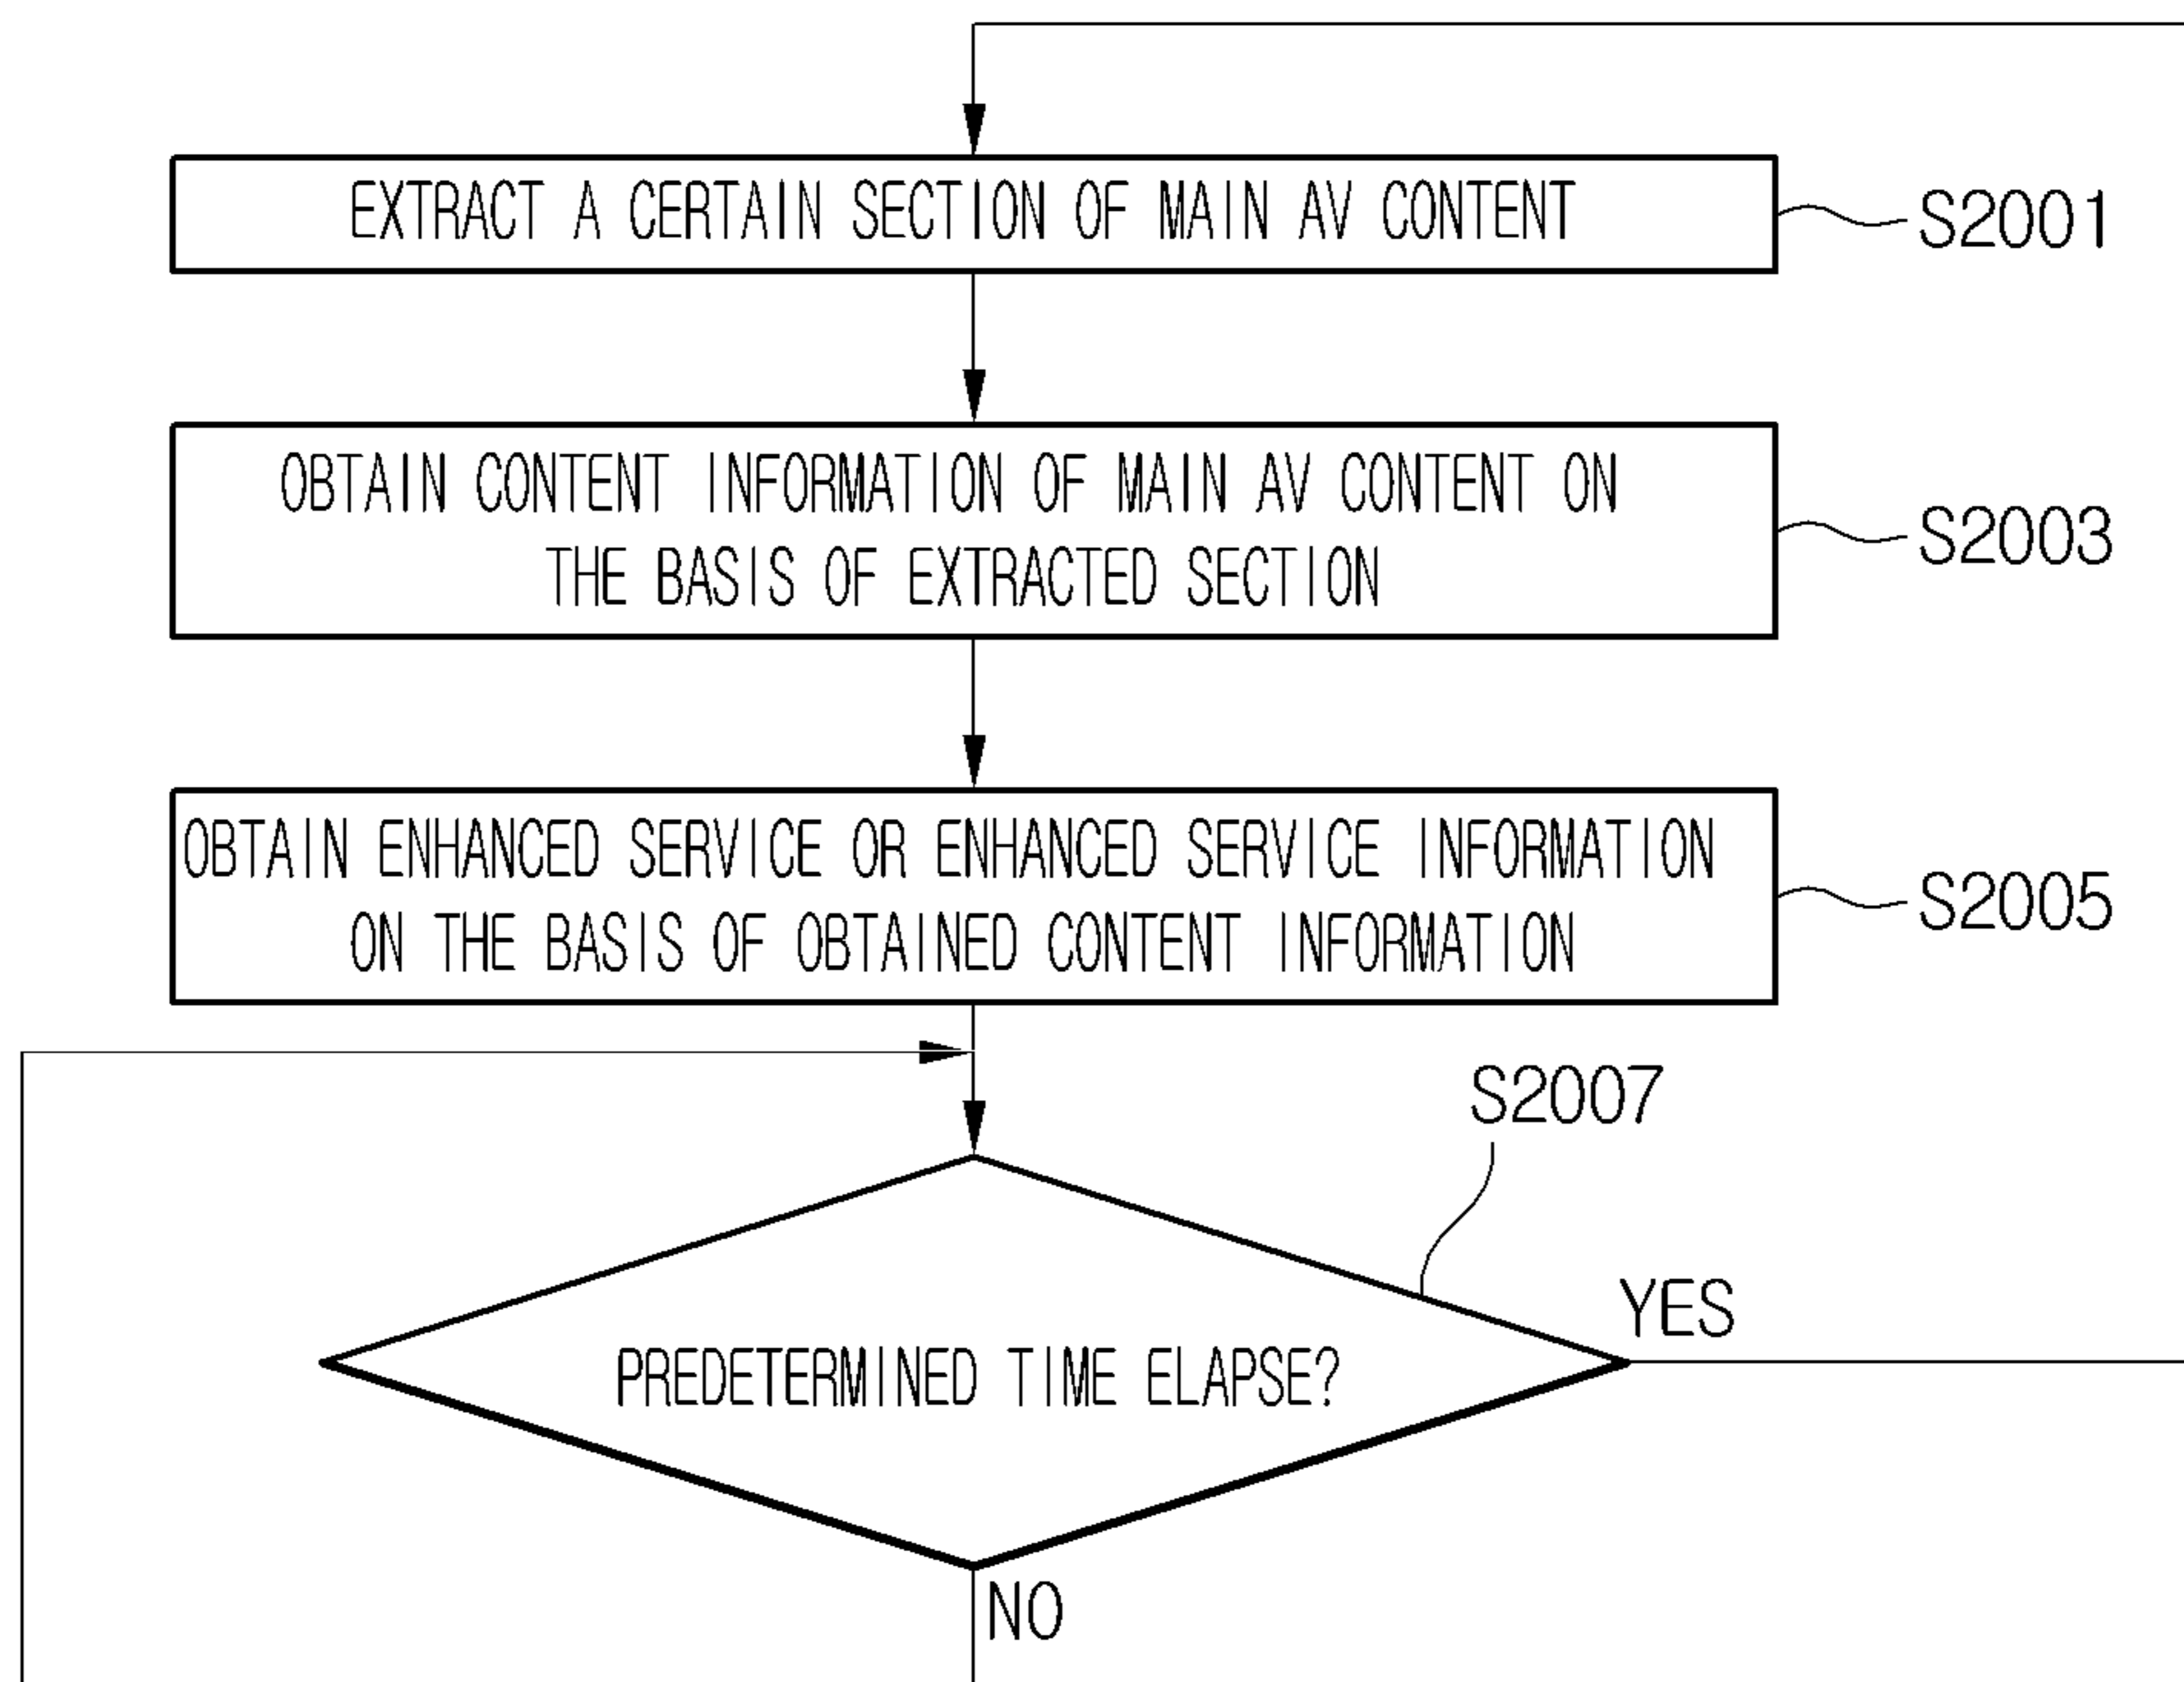 EXTRACT A CERTAIN SECTION OF MAIN AV CONTENT
S2001
OBTAIN CONTENT INFORMATION OF MAIN AV CONTENT ON
THE BASIS OF EXTRACTED SECTION
S2003
OBTAIN ENHANCED SERVICE OR ENHANCED SERVICE INFORMATION
ON THE BASIS OF OBTAINED CONTENT INFORMATION
S2005
S2007
YES
PREDETERMINED TIME ELAPSE?
NO